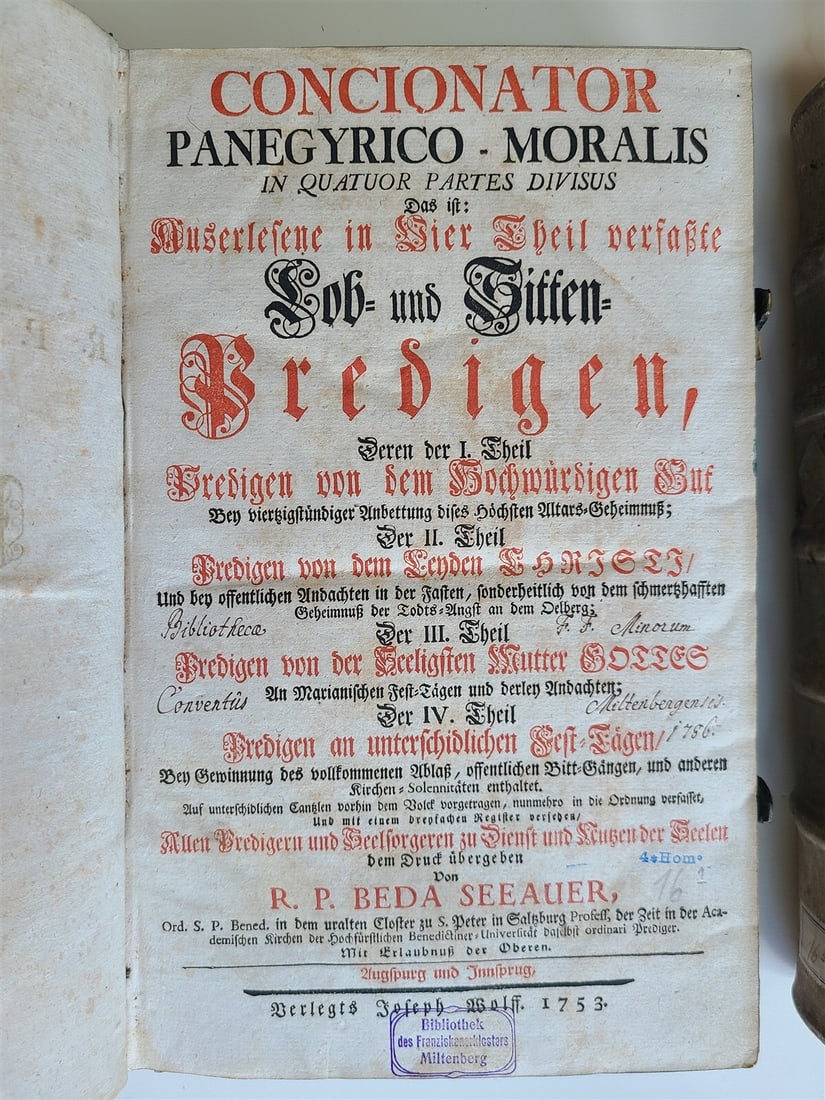 CONCIONATOR
PANEGYRICO - MORALIS
IN QUATUOR PARTES DIVISUS
Das ist:
Auserlesene in Vier Theil verfaßte
Lob- und Sitten-
Predigen,
Deren der I. Theil
Predigen von dem Hochwürdigen Gut
Bey viertzigstündiger Anbettung dises Höchsten Altars-Geheimnuß;
Der II. Theil
Predigen von dem Leyden CHRISTI/
Und bey offentlichen Andachten in der Fasten, sonderheitlich von dem schmertzhafften
Geheimnuß der Todts-Angst an dem Oelberg;
Bibliothecæ F. F. Minorum
Der III. Theil
Predigen von der Seeligsten Mutter GOTTES
An Marianischen Fest-Tägen und derley Andachten;
Conventûs Miltenbergensis.
Der IV. Theil
1786.
Predigen an unterschidlichen Fest-Tägen/
Bey Gewinnung des vollkommenen Ablaß, offentlichen Bitt-Gängen, und anderen
Kirchen-Solennitäten enthaltet.
Auf unterschidlichen Cantzlen vorhin dem Volck vorgetragen, nunmehro in die Ordnung verfasset,
Und mit einem dreyfachen Register versehen/
Allen Predigern und Seelsorgeren zu Dienst und Nutzen der Seelen
dem Druck übergeben
4° Hom.
Von
16 1
R. P. BEDA SEEAUER,
Ord. S. P. Bened. in dem uralten Closter zu S. Peter in Saltzburg Profess, der Zeit in der Aca-
demischen Kirchen der Hochfürstlichen Benedictiner-Universität daselbst ordinari Prediger.
Mit Erlaubnuß der Oberen.
Augspurg und Innsprug,
Verlegts Joseph Wolff. 1753.
Bibliothek
des Franziskanerklosters
Miltenberg